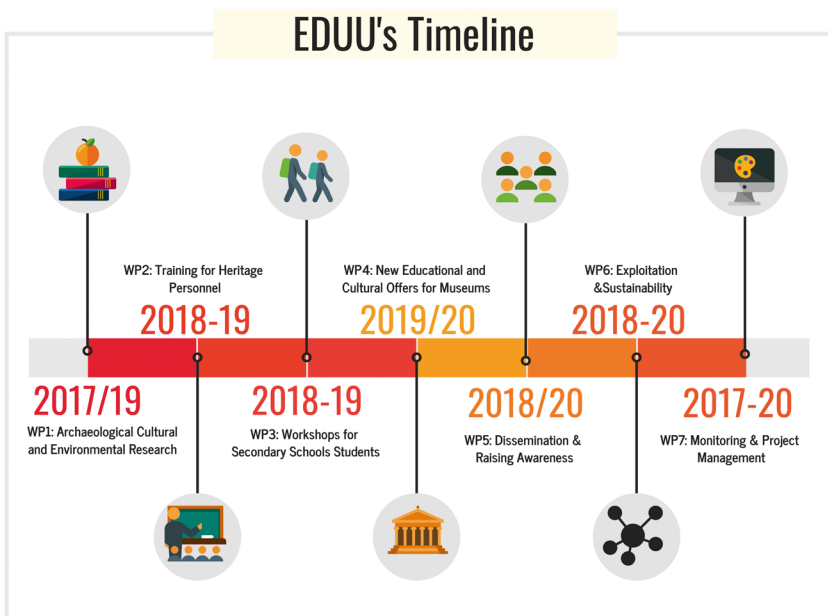 EDUU's Timeline
WP2: Training for Heritage
Personnel
2018-19
WP4: New Educational and
Cultural Offers for Museums
2019/20
WP6: Exploitation
&Sustainability
2018-20
2017/19
WP1: Archaeological Cultural
and Environmental Research
2018-19
WP3: Workshops for
Secondary Schools Students
2018/20
WP5: Dissemination &
Raising Awareness
2017-20
WP7: Monitoring & Project
Management